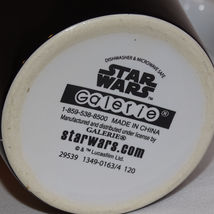 DISHWASHER & MICROWAVE SAFE
STAR
WARS™
Galerie
1-859-538-8500 MADE IN CHINA
Manufactured and distributed under license by
GALERIE®
starwars.com
© & ™ Lucasfilm Ltd.
29539 1349-0163/4 120